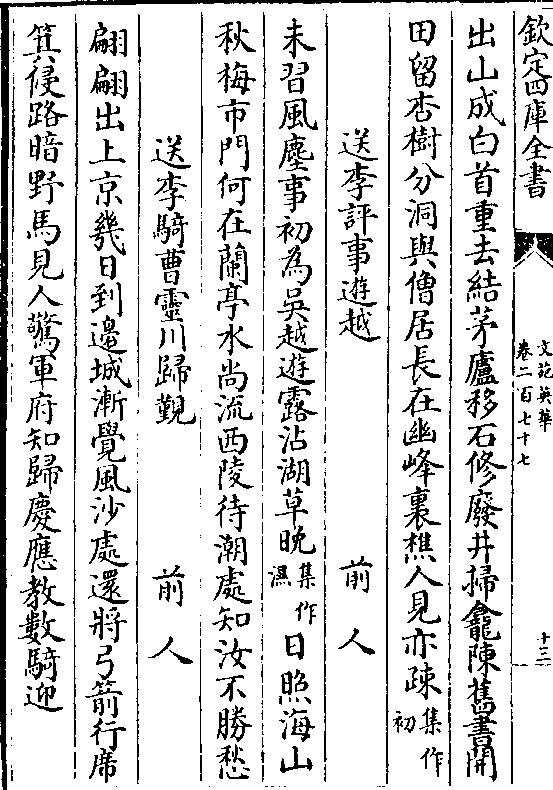 欽定四庫全書
文苑英華
卷二百七十七
十三
出山成白首重去結茅廬移石修廢井掃龕陳舊書開
田留杏樹分洞與僧居長在幽峰裏樵人見亦疎集作初
送李評事遊越
前人
未習風塵事初為吳越遊露沾湖草晚集作濕日照海山
秋梅市門何在蘭亭水尚流西陵待潮處知汝不勝愁
送李騎曹靈川歸覲
前人
翩翩出上京幾日到邊城漸覺風沙處還將弓箭行席
箕侵路暗野馬見人驚軍府知歸慶應教數騎迎